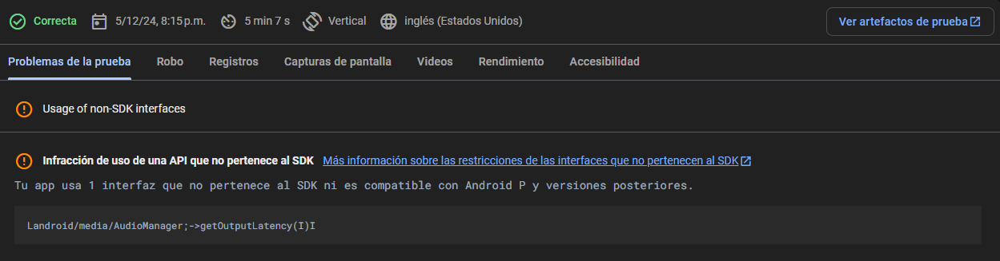 Correcta 5/12/24, 8:15 p.m. 5 min 7 s Vertical inglés (Estados Unidos) Ver artefactos de prueba
Problemas de la prueba Robo Registros Capturas de pantalla Videos Rendimiento Accesibilidad
Usage of non-SDK interfaces
Infracción de uso de una API que no pertenece al SDK Más información sobre las restricciones de las interfaces que no pertenecen al SDK
Tu app usa 1 interfaz que no pertenece al SDK ni es compatible con Android P y versiones posteriores.
Landroid/media/AudioManager;->getOutputLatency(I)I